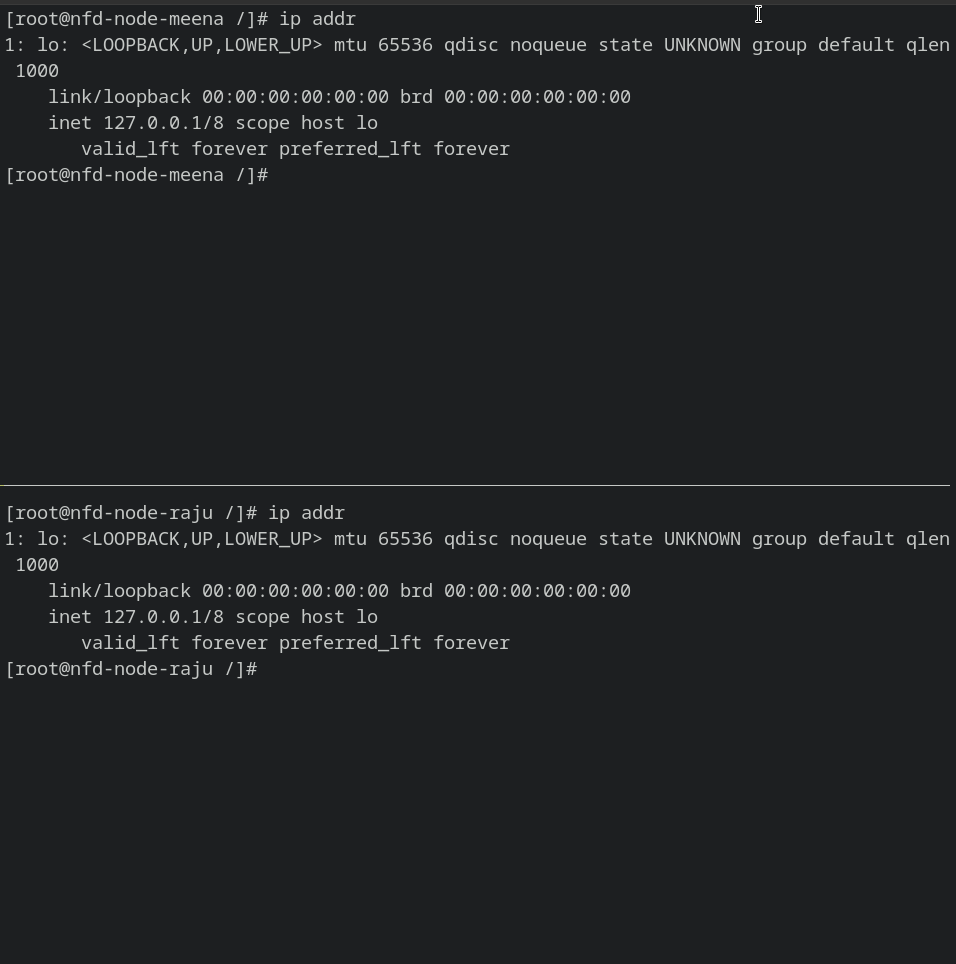 [root@nfd-node-meena /]# ip addr
1: lo: <LOOPBACK,UP,LOWER_UP> mtu 65536 qdisc noqueue state UNKNOWN group default qlen
 1000
    link/loopback 00:00:00:00:00:00 brd 00:00:00:00:00:00
    inet 127.0.0.1/8 scope host lo
       valid_lft forever preferred_lft forever
[root@nfd-node-meena /]#
[root@nfd-node-raju /]# ip addr
1: lo: <LOOPBACK,UP,LOWER_UP> mtu 65536 qdisc noqueue state UNKNOWN group default qlen
 1000
    link/loopback 00:00:00:00:00:00 brd 00:00:00:00:00:00
    inet 127.0.0.1/8 scope host lo
       valid_lft forever preferred_lft forever
[root@nfd-node-raju /]#